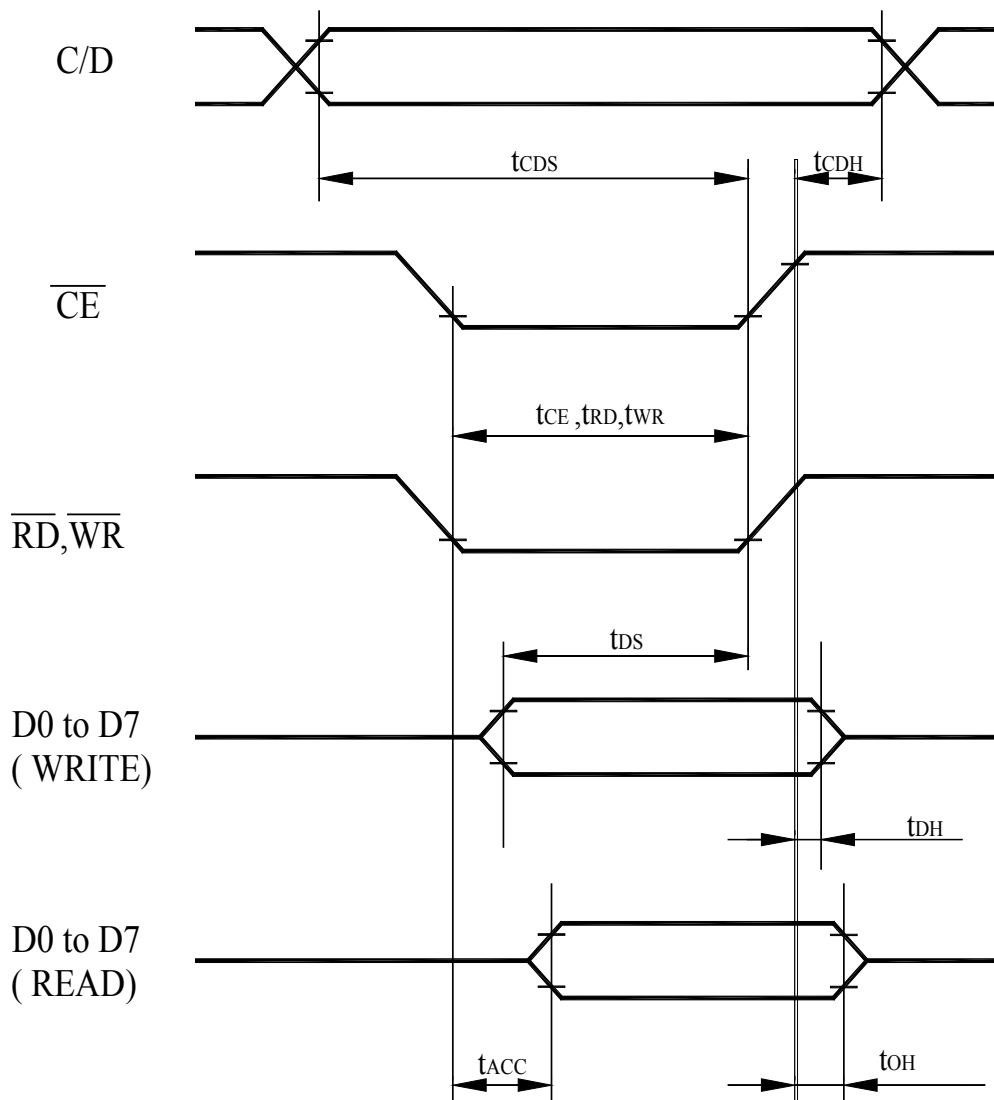 C/D
tCDS
tCDH
CE
tCE ,tRD,tWR
RD,WR
tDS
D0 to D7
( WRITE)
tDH
D0 to D7
( READ)
tACC
tOH